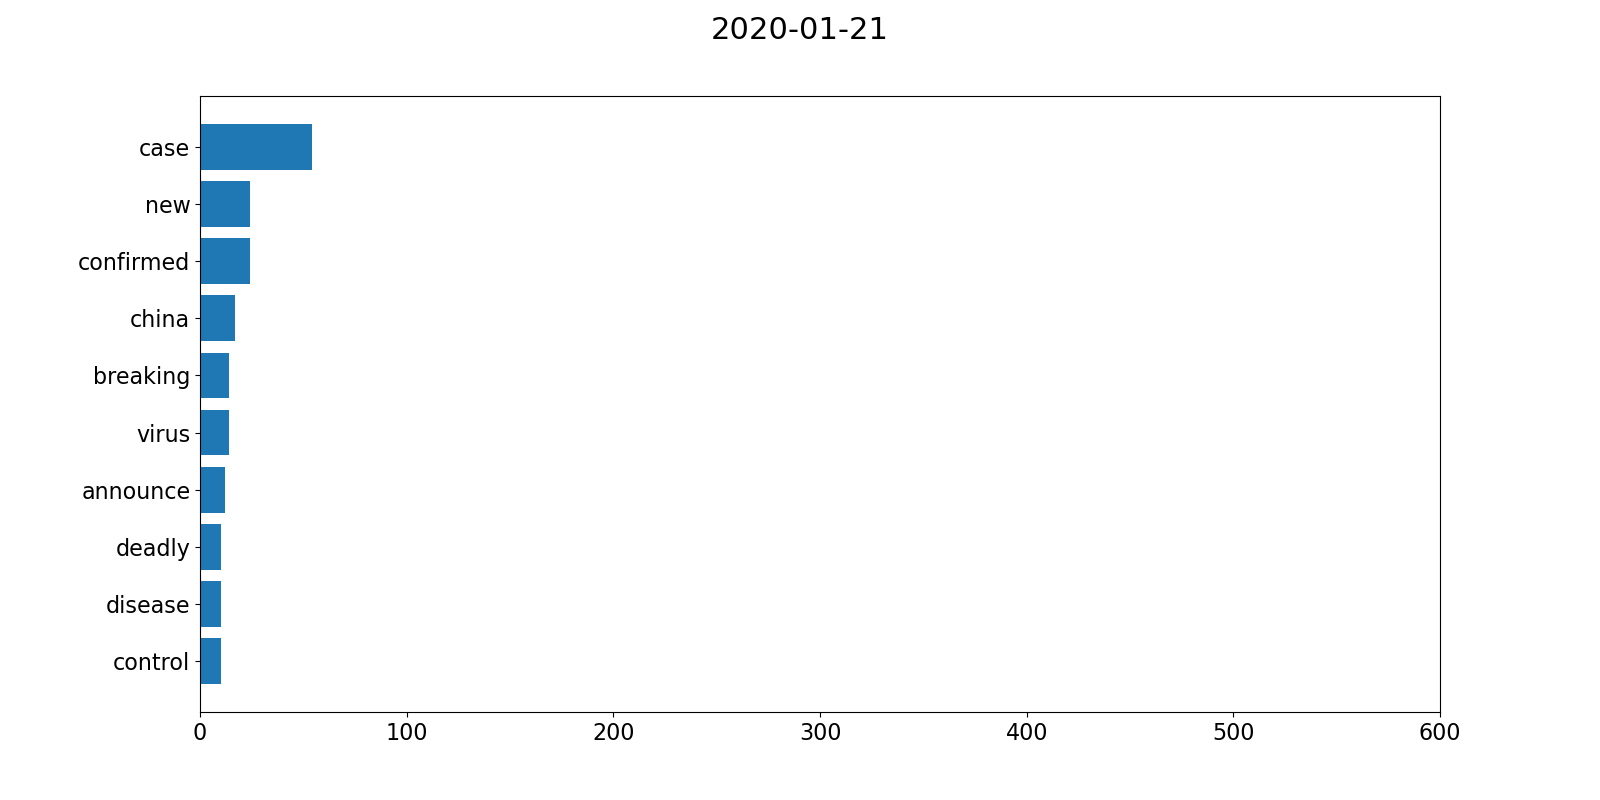 2020-01-21
case
new
confirmed
china
breaking
virus
announce
deadly
disease
control
0 100 200 300 400 500 600